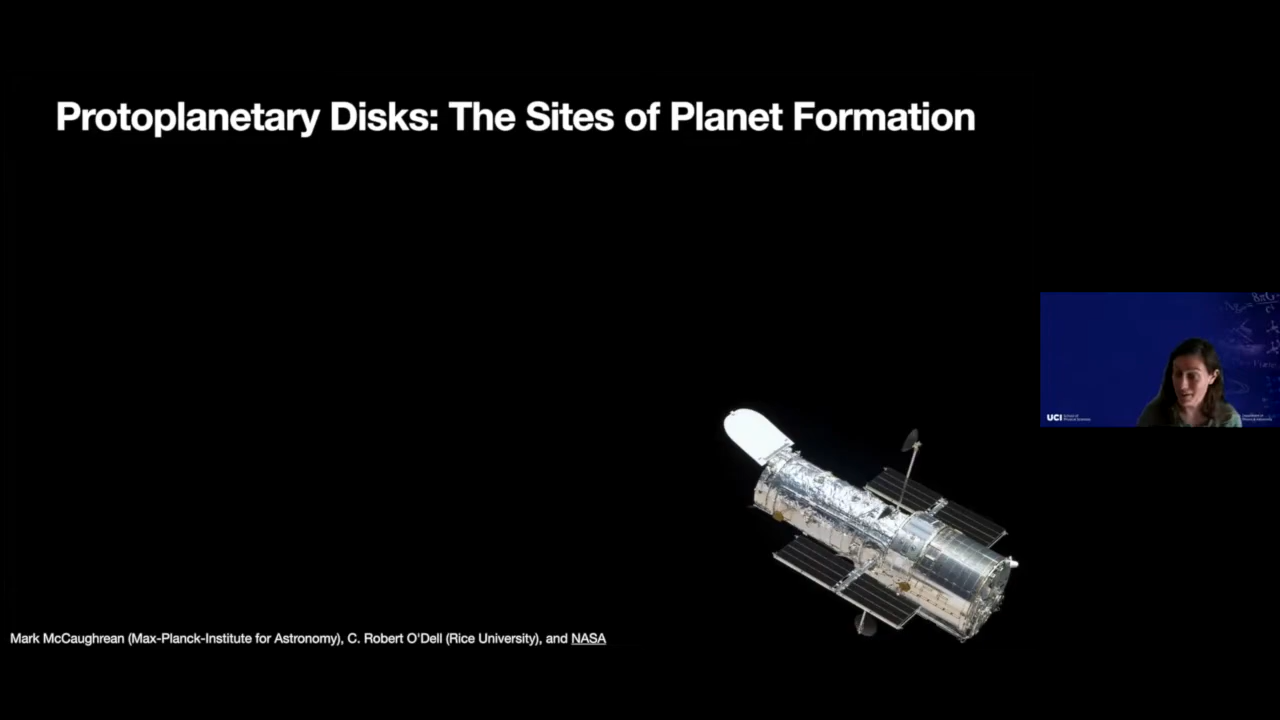 Protoplanetary Disks: The Sites of Planet Formation
UCI
Mark McCaughrean (Max-Planck-Institute for Astronomy), C. Robert O'Dell (Rice University), and NASA